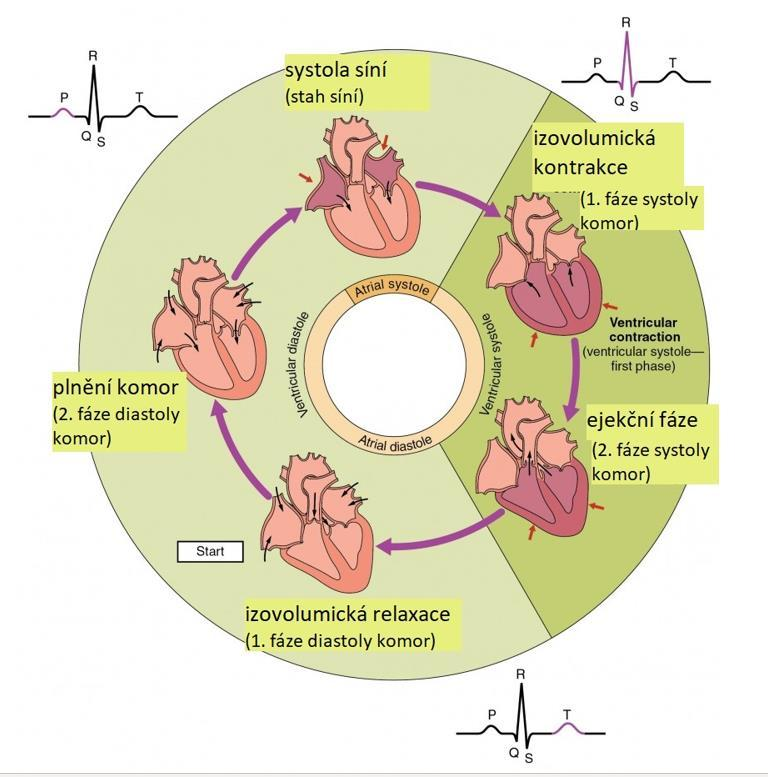 R
P
T
Q
S
R
P
T
Q
S
systola síní
(stah síní)
izovolumická
kontrakce
(1. fáze systoly
komor)
Atrial systole
Ventricular diastole
Ventricular systole
Atrial diastole
Ventricular
contraction
(ventricular systole—
first phase)
plnění komor
(2. fáze diastoly
komor)
ejekční fáze
(2. fáze systoly
komor)
Start
izovolumická relaxace
(1. fáze diastoly komor)
R
P
T
Q
S